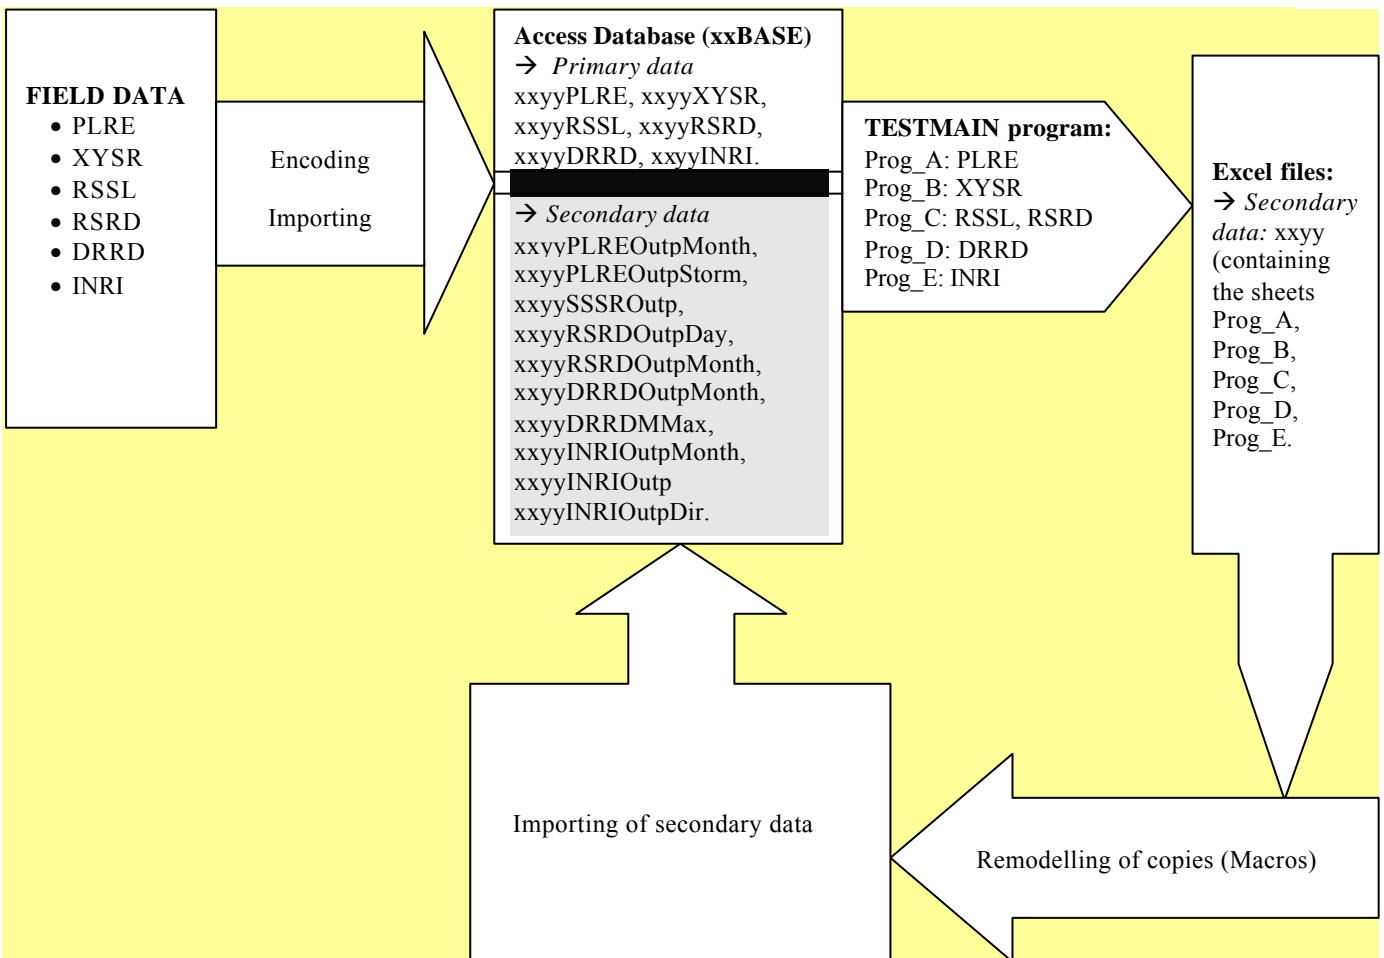 FIELD DATA
• PLRE
• XYSR
• RSSL
• RSRD
• DRRD
• INRI
Encoding
Importing
Access Database (xxBASE)
→ Primary data
xxyyPLRE, xxyyXYSR,
xxyyRSSL, xxyyRSRD,
xxyyDRRD, xxyyINRI.
→ Secondary data
xxyyPLREOutpMonth,
xxyyPLREOutpStorm,
xxyySSSROutp,
xxyyRSRDOutpDay,
xxyyRSRDOutpMonth,
xxyyDRRDOutpMonth,
xxyyDRRDMMax,
xxyyINRIOutpMonth,
xxyyINRIOutp
xxyyINRIOutpDir.
TESTMAIN program:
Prog_A: PLRE
Prog_B: XYSR
Prog_C: RSSL, RSRD
Prog_D: DRRD
Prog_E: INRI
Excel files:
→ Secondary
data: xxyy
(containing
the sheets
Prog_A,
Prog_B,
Prog_C,
Prog_D,
Prog_E.
Remodelling of copies (Macros)
Importing of secondary data